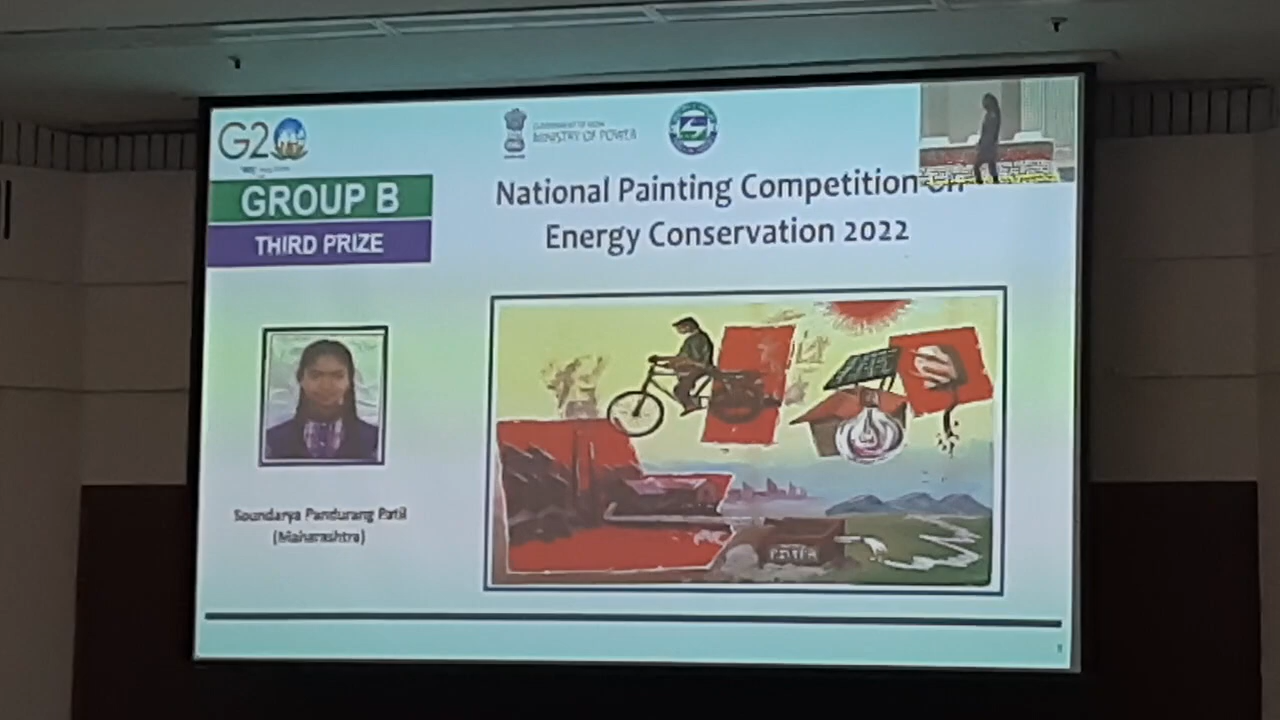 G20
GOVERNMENT OF INDIA
MINISTRY OF POWER
GROUP B
THIRD PRIZE
National Painting Competition on
Energy Conservation 2022
Soundarya Pandurang Patil
(Maharashtra)